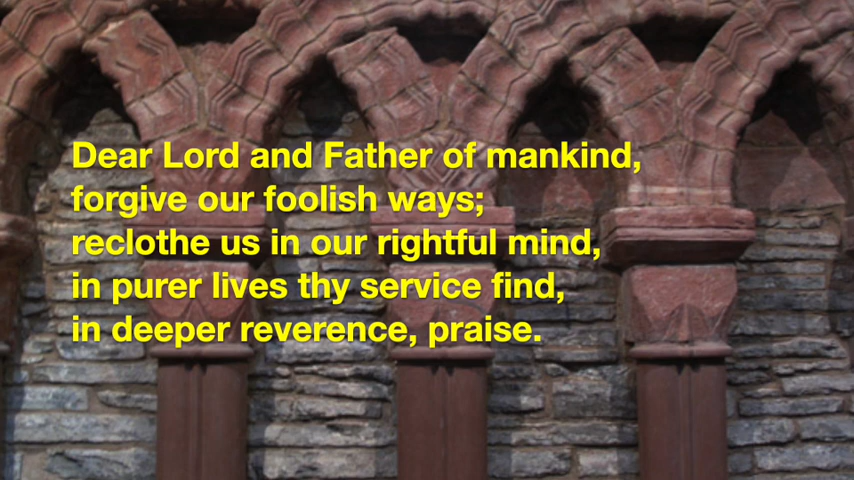 Dear Lord and Father of mankind,
forgive our foolish ways;
reclothe us in our rightful mind,
in purer lives thy service find,
in deeper reverence, praise.